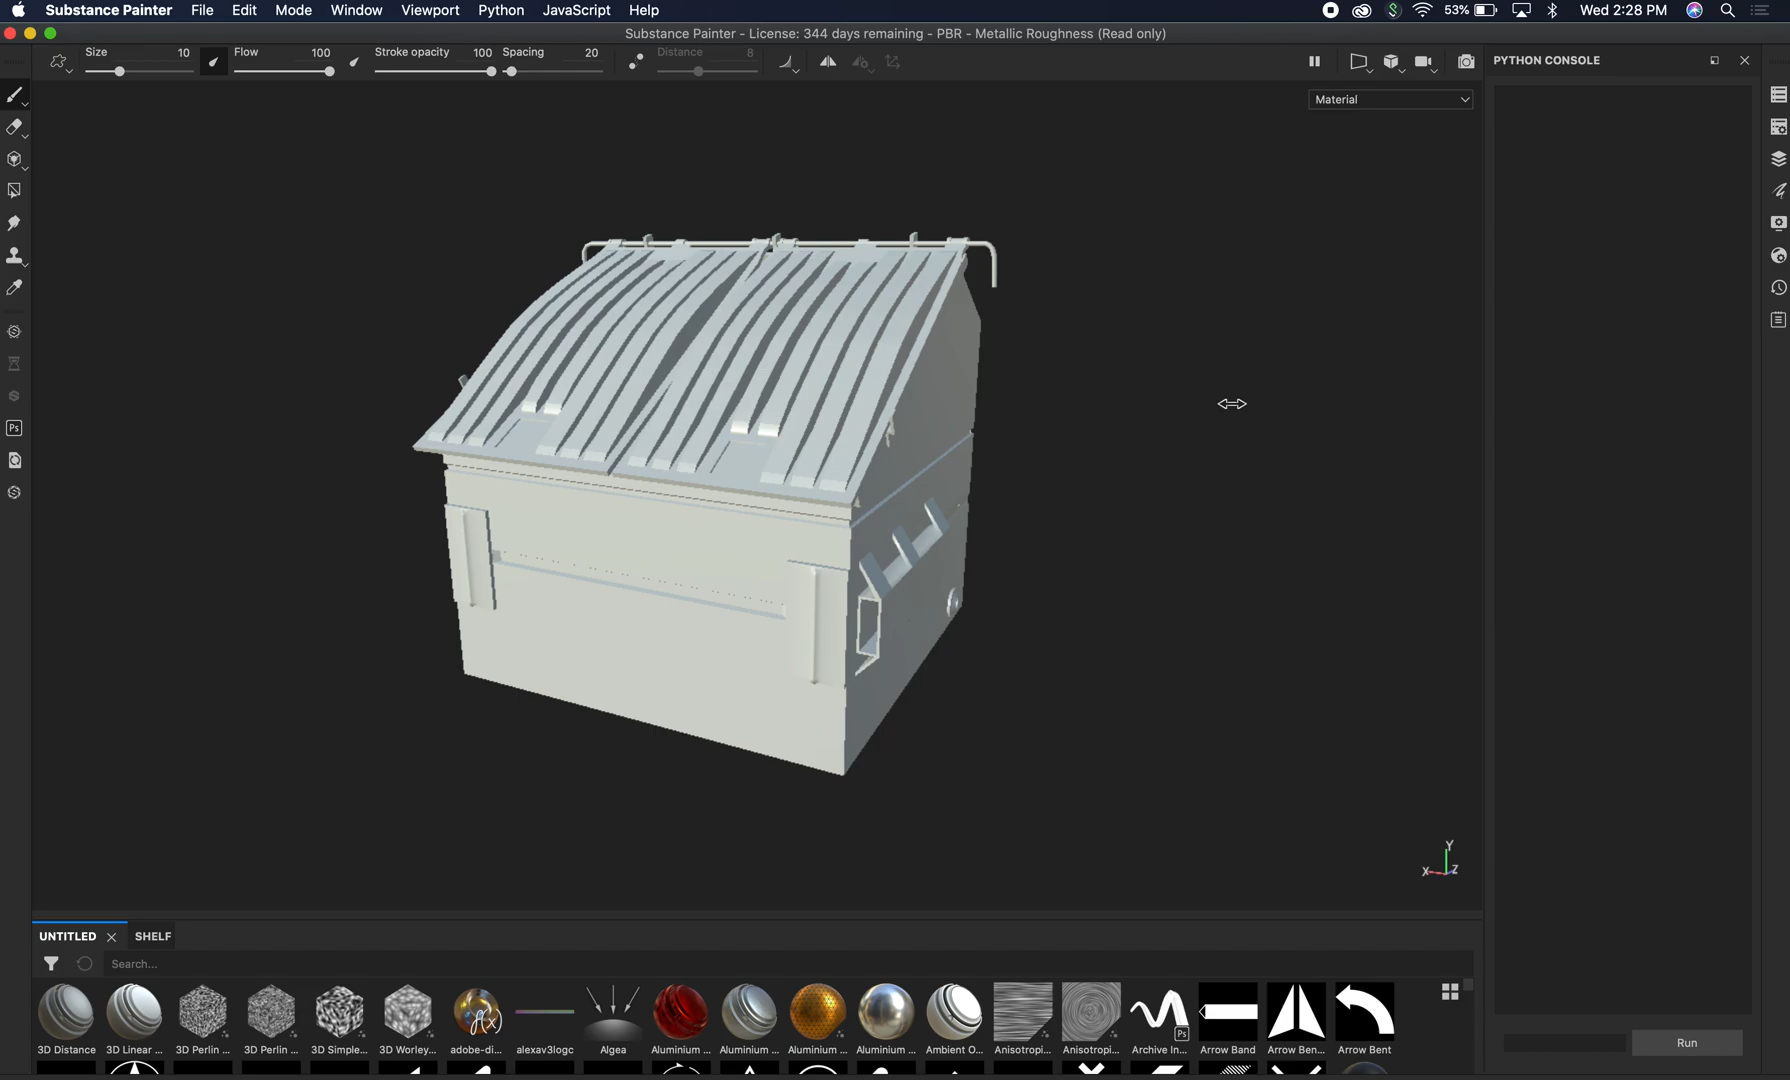 Substance Painter File Edit Mode Window Viewport Python JavaScript Help 53% Wed 2:28 PM
Substance Painter - License: 344 days remaining - PBR - Metallic Roughness (Read only)
Size 10 Flow 100 Stroke opacity 100 Spacing 20 Distance 8
PYTHON CONSOLE
Material
Ps
Y
X Z
UNTITLED SHELF
Search...
f(x)
Ps
3D Distance 3D Linear ... 3D Perlin ... 3D Perlin ... 3D Simple... 3D Worley... adobe-di... alexav3logc Algea Aluminium ... Aluminium ... Aluminium ... Aluminium ... Ambient O... Anisotropi... Anisotropi... Archive In... Arrow Band Arrow Ben... Arrow Bent
Run